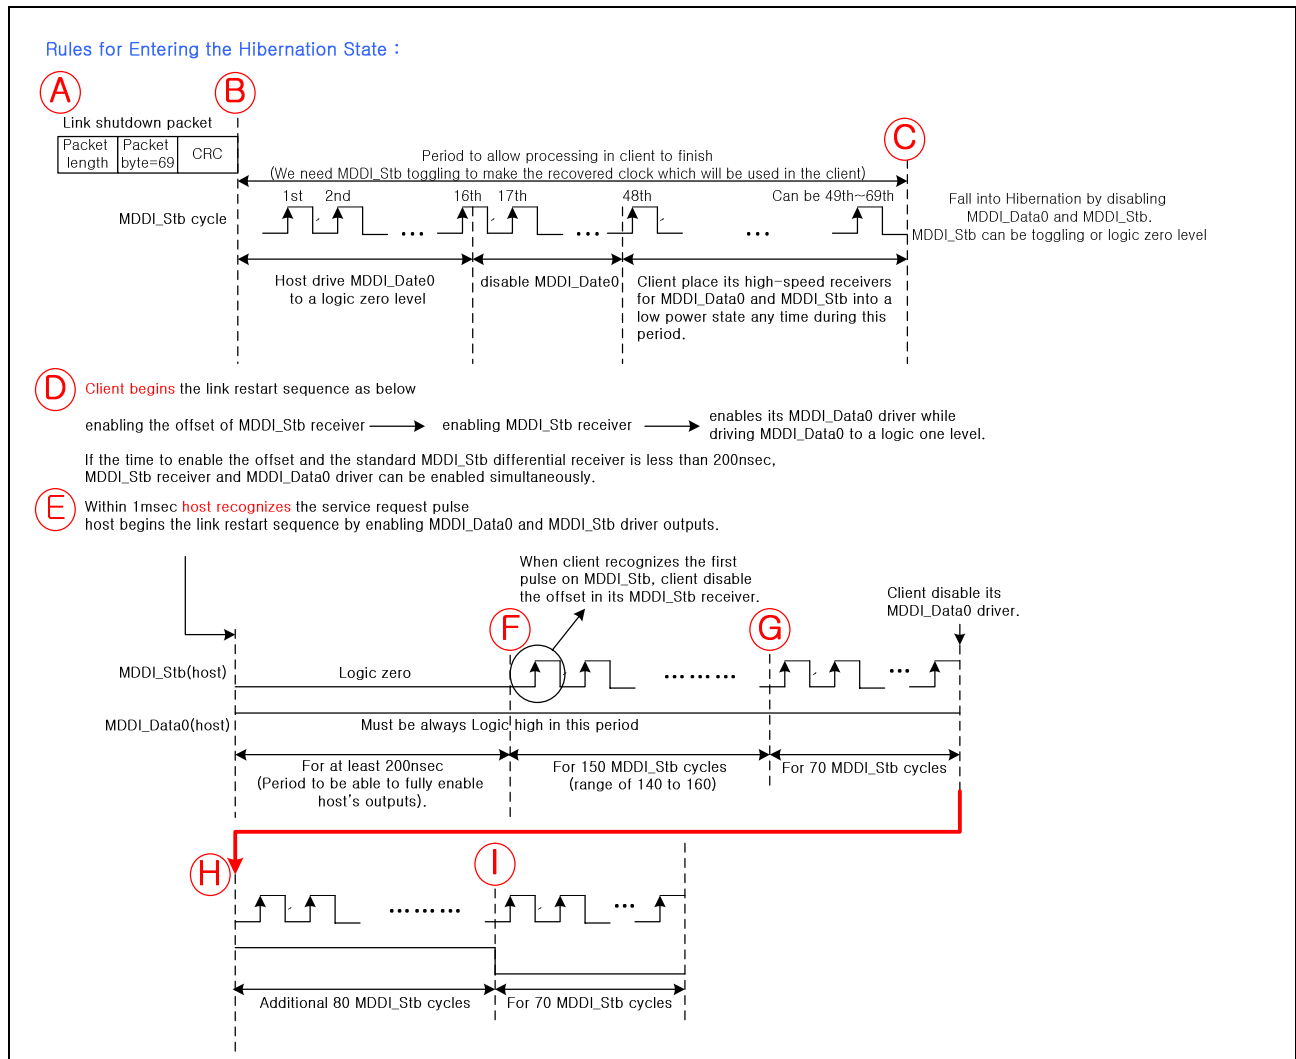 Rules for Entering the Hibernation State :
A
B
Link shutdown packet
Packet length
Packet byte=69
CRC
C
Period to allow processing in client to finish
(We need MDDI_Stb toggling to make the recovered clock which will be used in the client)
1st
2nd
16th
17th
48th
Can be 49th~69th
MDDI_Stb cycle
Fall into Hibernation by disabling
MDDI_Data0 and MDDI_Stb.
MDDI_Stb can be toggling or logic zero level
Host drive MDDI_Date0
to a logic zero level
disable MDDI_Date0
Client place its high-speed receivers
for MDDI_Data0 and MDDI_Stb into a
low power state any time during this
period.
D
Client begins the link restart sequence as below
enabling the offset of MDDI_Stb receiver
enabling MDDI_Stb receiver
enables its MDDI_Data0 driver while
driving MDDI_Data0 to a logic one level.
If the time to enable the offset and the standard MDDI_Stb differential receiver is less than 200nsec,
MDDI_Stb receiver and MDDI_Data0 driver can be enabled simultaneously.
E
Within 1msec host recognizes the service request pulse
host begins the link restart sequence by enabling MDDI_Data0 and MDDI_Stb driver outputs.
When client recognizes the first
pulse on MDDI_Stb, client disable
the offset in its MDDI_Stb receiver.
Client disable its
MDDI_Data0 driver.
F
G
MDDI_Stb(host)
Logic zero
MDDI_Data0(host)
Must be always Logic high in this period
For at least 200nsec
(Period to be able to fully enable
host's outputs).
For 150 MDDI_Stb cycles
(range of 140 to 160)
For 70 MDDI_Stb cycles
H
I
Additional 80 MDDI_Stb cycles
For 70 MDDI_Stb cycles